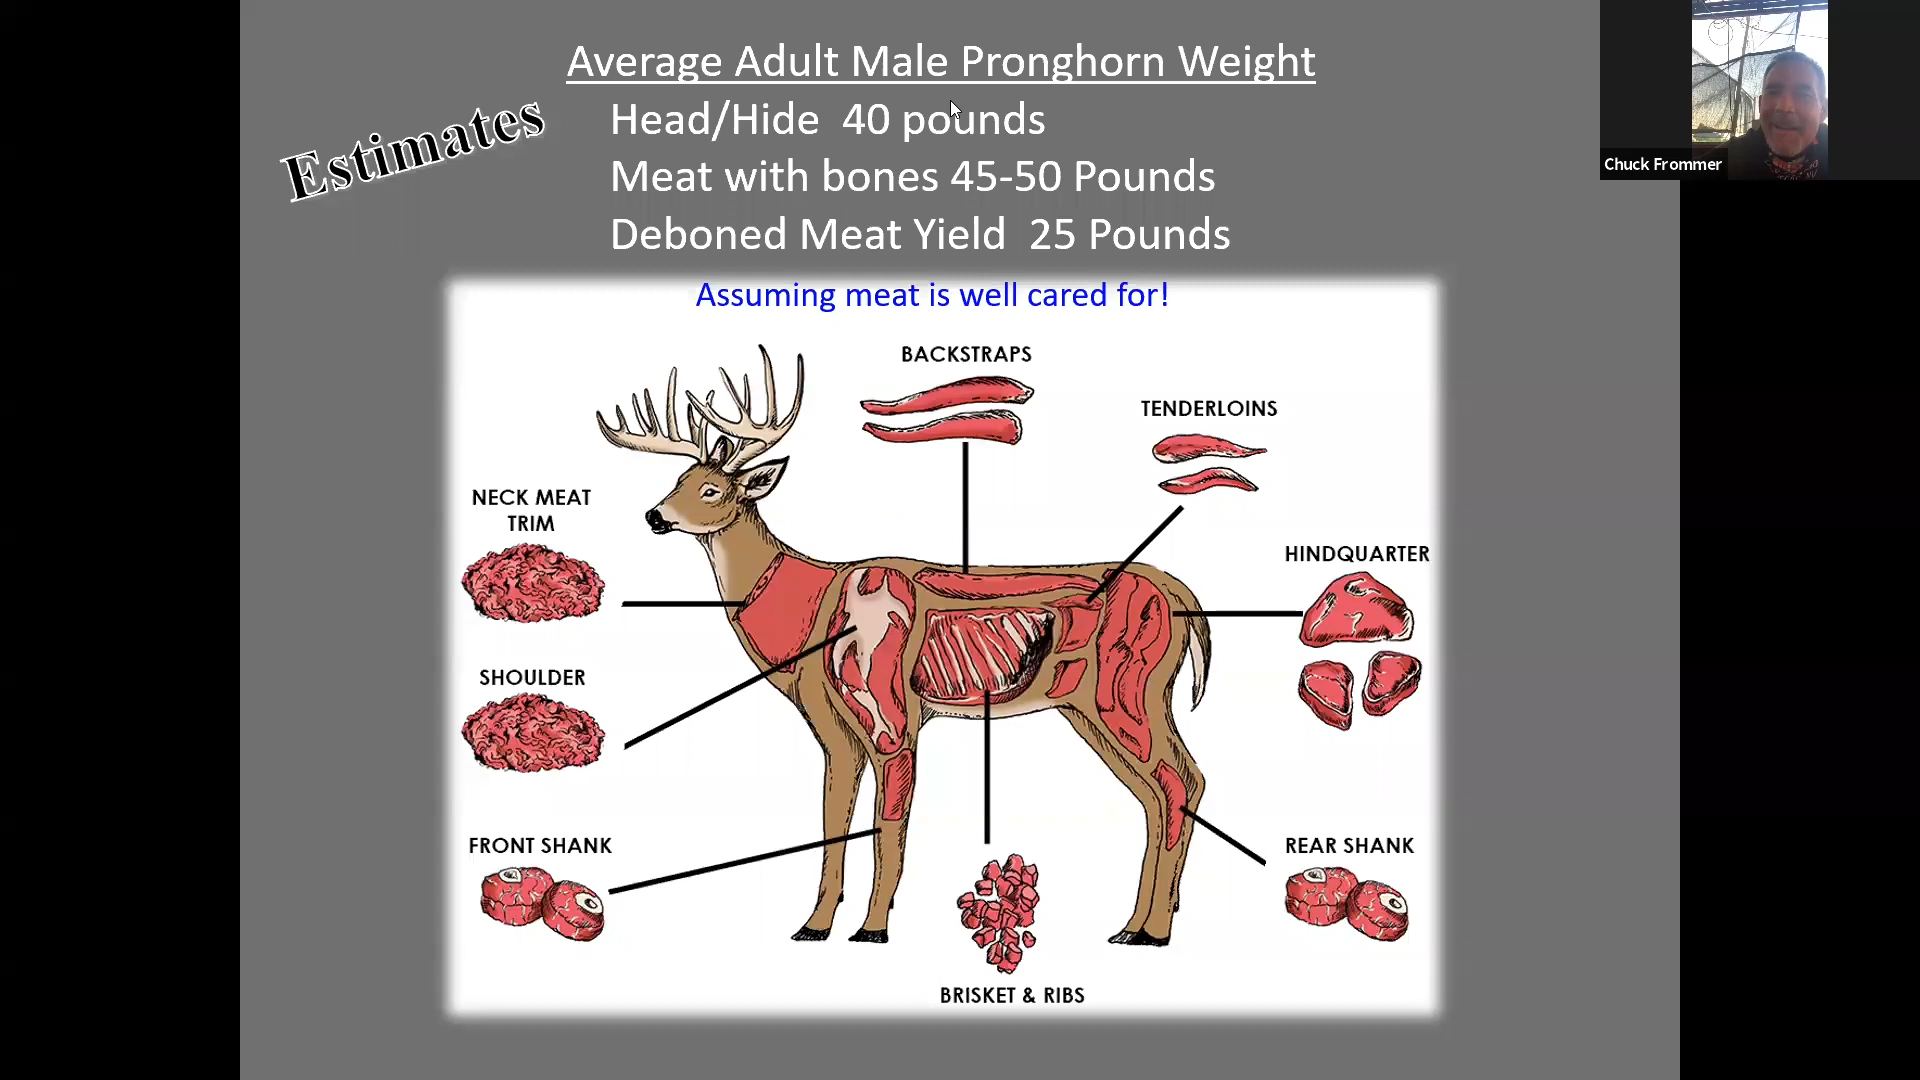 Average Adult Male Pronghorn Weight
Estimates
Head/Hide 40 pounds
Meat with bones 45-50 Pounds
Deboned Meat Yield 25 Pounds
Chuck Frommer
Assuming meat is well cared for!
BACKSTRAPS
TENDERLOINS
NECK MEAT
TRIM
HINDQUARTER
SHOULDER
FRONT SHANK
REAR SHANK
BRISKET & RIBS